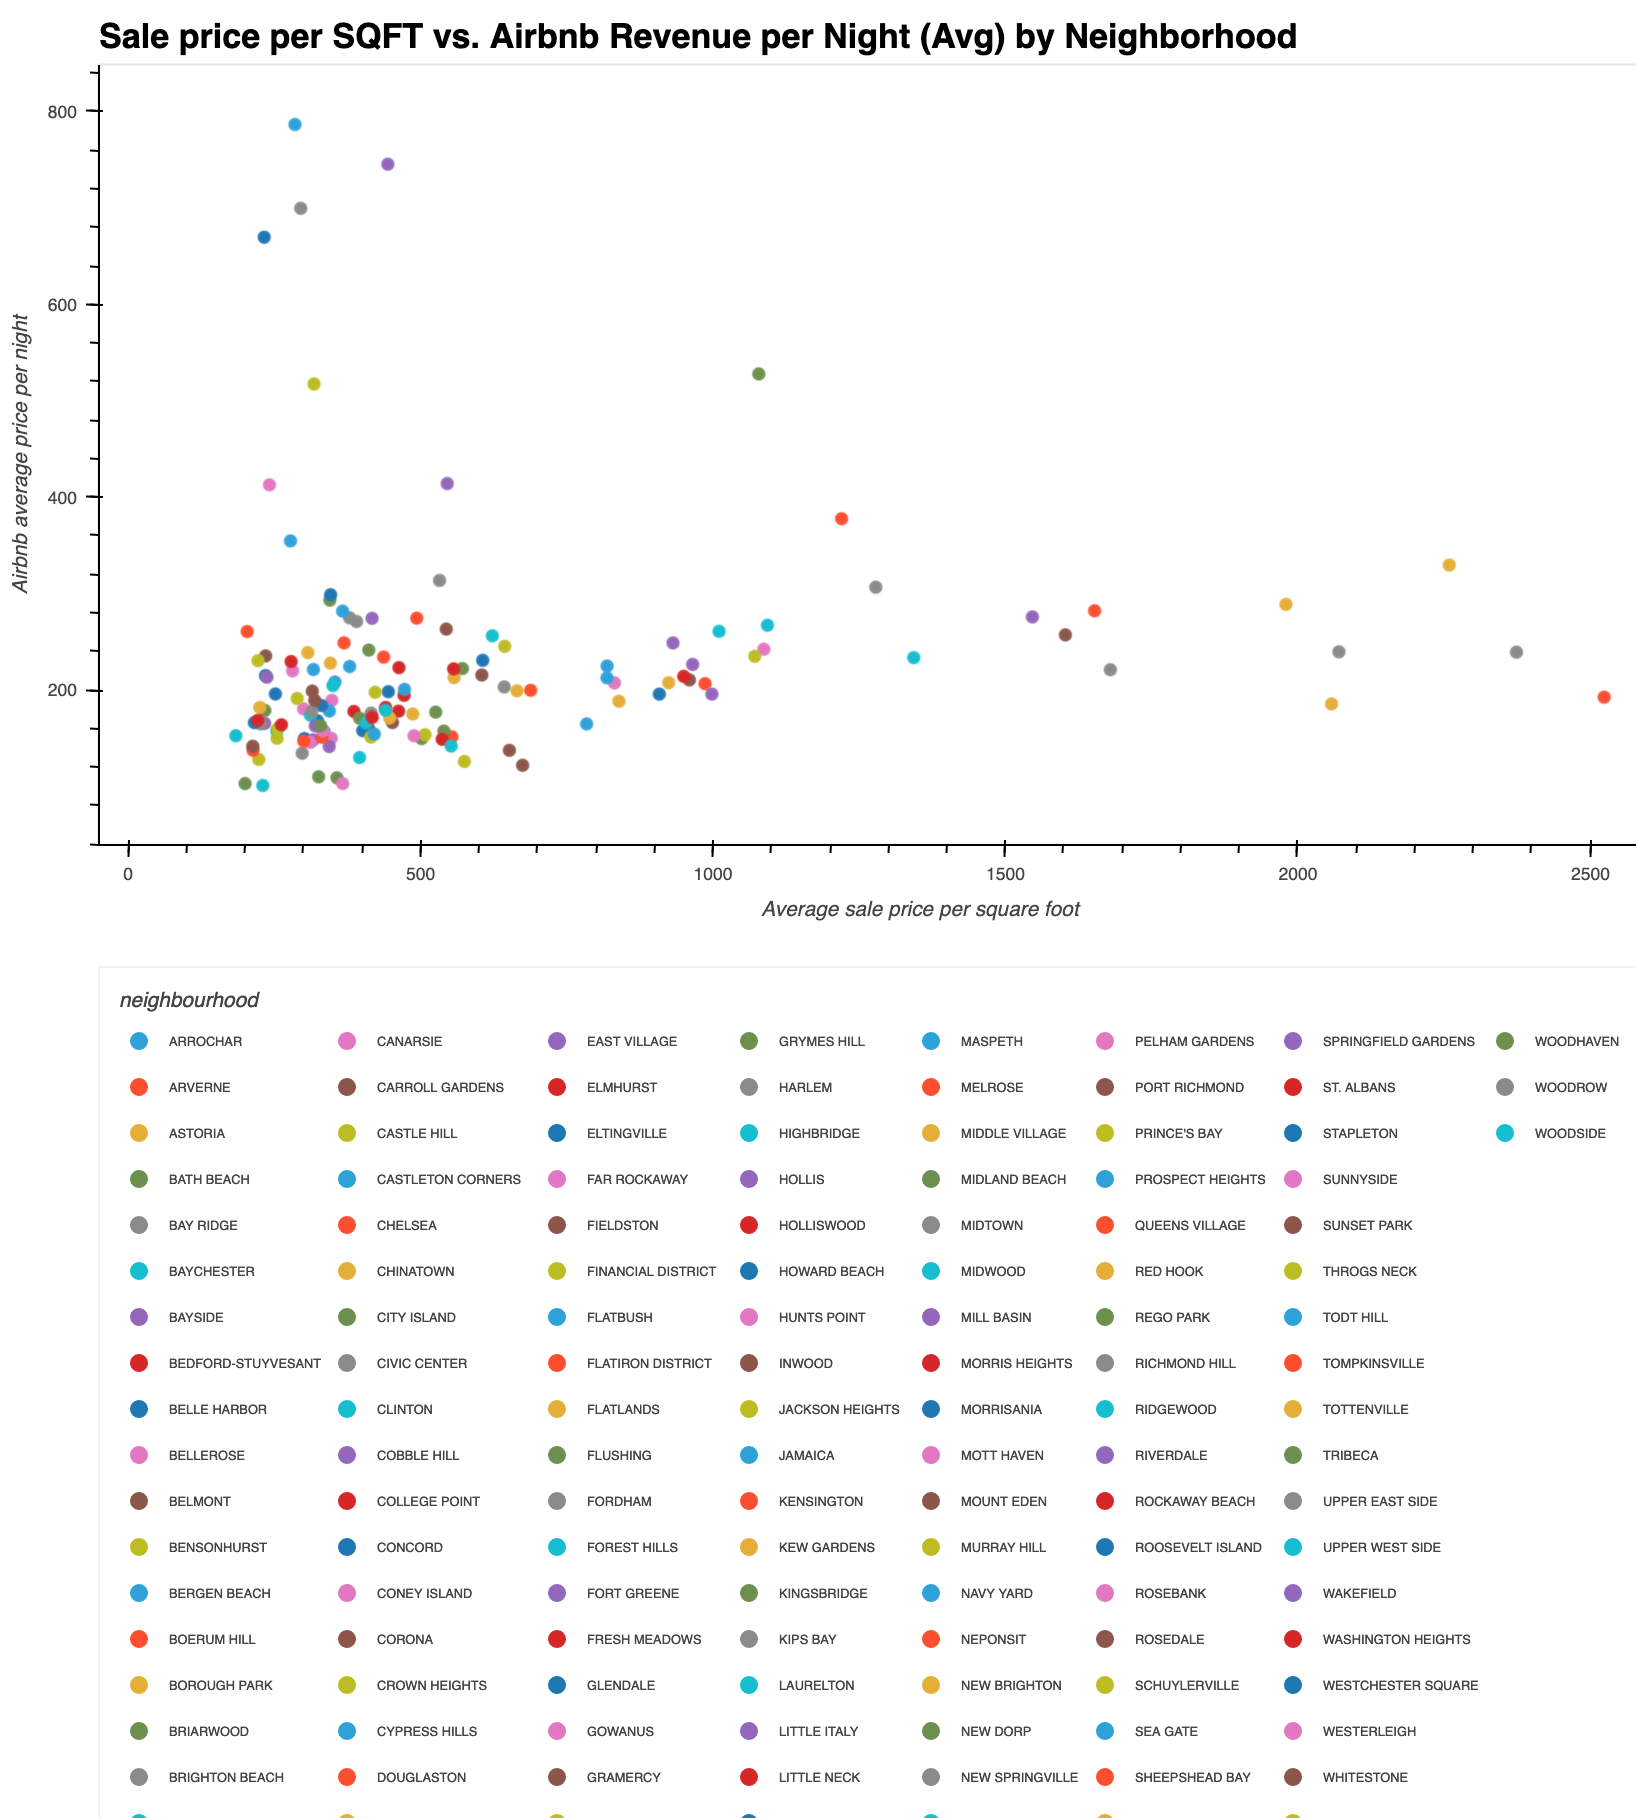 Sale price per SQFT vs. Airbnb Revenue per Night (Avg) by Neighborhood
800
600
400
200
Airbnb average price per night
0 500 1000 1500 2000 2500
Average sale price per square foot
neighbourhood
ARROCHAR CANARSIE EAST VILLAGE GRYMES HILL MASPETH PELHAM GARDENS SPRINGFIELD GARDENS WOODHAVEN
ARVERNE CARROLL GARDENS ELMHURST HARLEM MELROSE PORT RICHMOND ST. ALBANS WOODROW
ASTORIA CASTLE HILL ELTINGVILLE HIGHBRIDGE MIDDLE VILLAGE PRINCE'S BAY STAPLETON WOODSIDE
BATH BEACH CASTLETON CORNERS FAR ROCKAWAY HOLLIS MIDLAND BEACH PROSPECT HEIGHTS SUNNYSIDE
BAY RIDGE CHELSEA FIELDSTON HOLLISWOOD MIDTOWN QUEENS VILLAGE SUNSET PARK
BAYCHESTER CHINATOWN FINANCIAL DISTRICT HOWARD BEACH MIDWOOD RED HOOK THROGS NECK
BAYSIDE CITY ISLAND FLATBUSH HUNTS POINT MILL BASIN REGO PARK TODT HILL
BEDFORD-STUYVESANT CIVIC CENTER FLATIRON DISTRICT INWOOD MORRIS HEIGHTS RICHMOND HILL TOMPKINSVILLE
BELLE HARBOR CLINTON FLATLANDS JACKSON HEIGHTS MORRISANIA RIDGEWOOD TOTTENVILLE
BELLEROSE COBBLE HILL FLUSHING JAMAICA MOTT HAVEN RIVERDALE TRIBECA
BELMONT COLLEGE POINT FORDHAM KENSINGTON MOUNT EDEN ROCKAWAY BEACH UPPER EAST SIDE
BENSONHURST CONCORD FOREST HILLS KEW GARDENS MURRAY HILL ROOSEVELT ISLAND UPPER WEST SIDE
BERGEN BEACH CONEY ISLAND FORT GREENE KINGSBRIDGE NAVY YARD ROSEBANK WAKEFIELD
BOERUM HILL CORONA FRESH MEADOWS KIPS BAY NEPONSIT ROSEDALE WASHINGTON HEIGHTS
BOROUGH PARK CROWN HEIGHTS GLENDALE LAURELTON NEW BRIGHTON SCHUYLERVILLE WESTCHESTER SQUARE
BRIARWOOD CYPRESS HILLS GOWANUS LITTLE ITALY NEW DORP SEA GATE WESTERLEIGH
BRIGHTON BEACH DOUGLASTON GRAMERCY LITTLE NECK NEW SPRINGVILLE SHEEPSHEAD BAY WHITESTONE